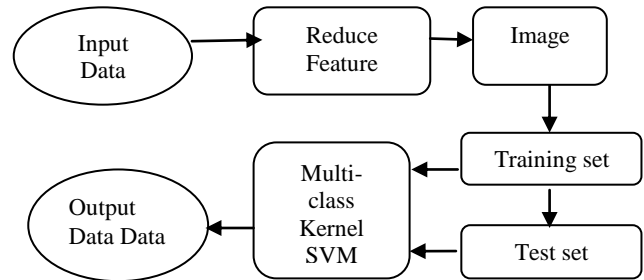 Input
Data
Reduce
Feature
Image
Training set
Test set
Multi-
class
Kernel
SVM
Output
Data Data